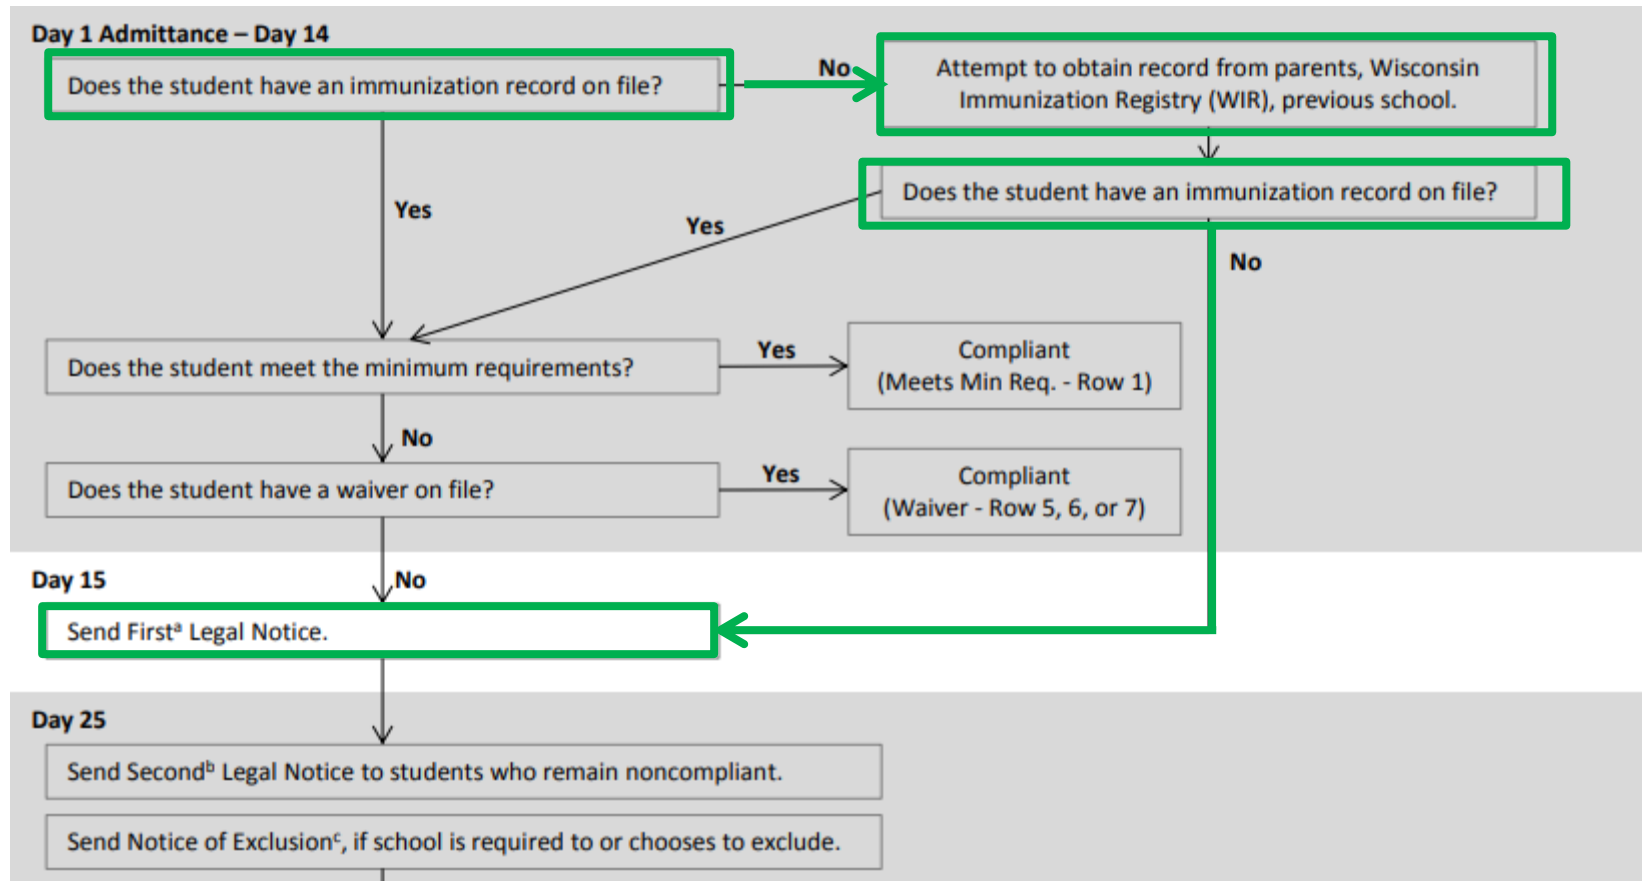 Day 1 Admittance – Day 14
Does the student have an immunization record on file?
No
Attempt to obtain record from parents, Wisconsin
Immunization Registry (WIR), previous school.
Does the student have an immunization record on file?
Yes
Yes
No
Does the student meet the minimum requirements?
Yes
Compliant
(Meets Min Req. - Row 1)
No
Does the student have a waiver on file?
Yes
Compliant
(Waiver - Row 5, 6, or 7)
Day 15
No
Send Firstᵃ Legal Notice.
Day 25
Send Secondᵇ Legal Notice to students who remain noncompliant.
Send Notice of Exclusionᶜ, if school is required to or chooses to exclude.